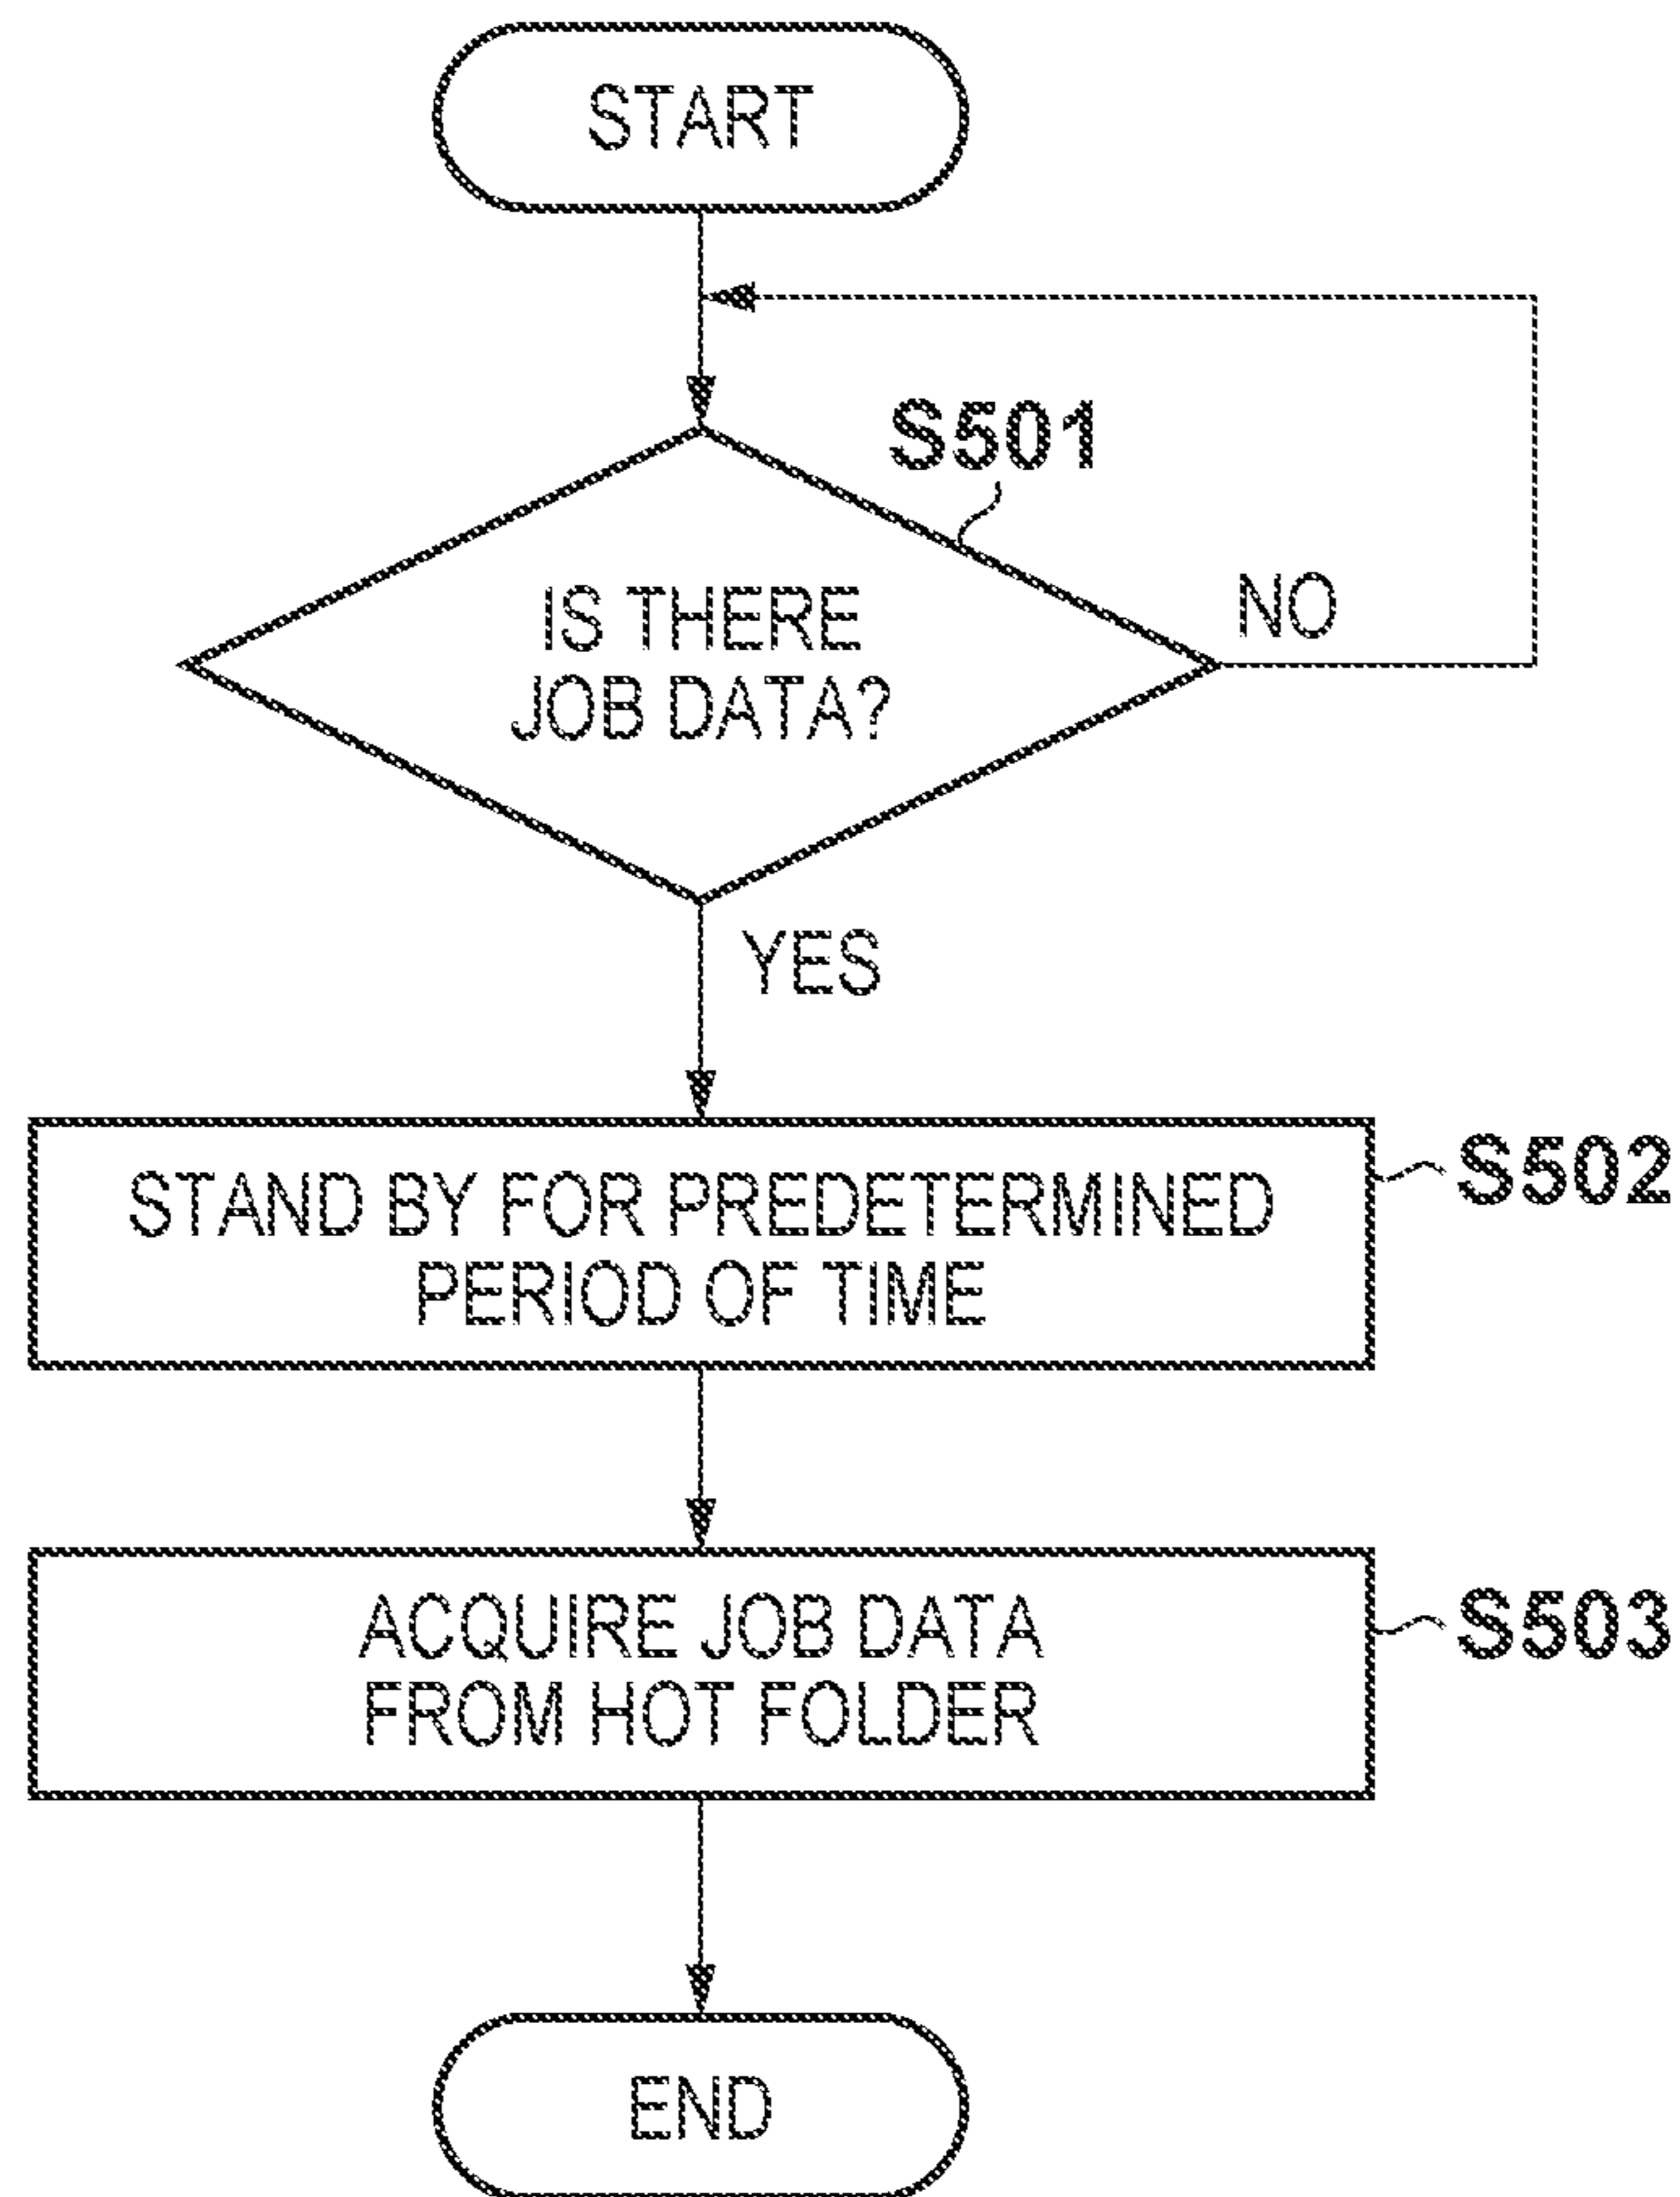 START
S501
IS THERE
JOB DATA?
NO
YES
STAND BY FOR PREDETERMINED
PERIOD OF TIME
S502
ACQUIRE JOB DATA
FROM HOT FOLDER
S503
END